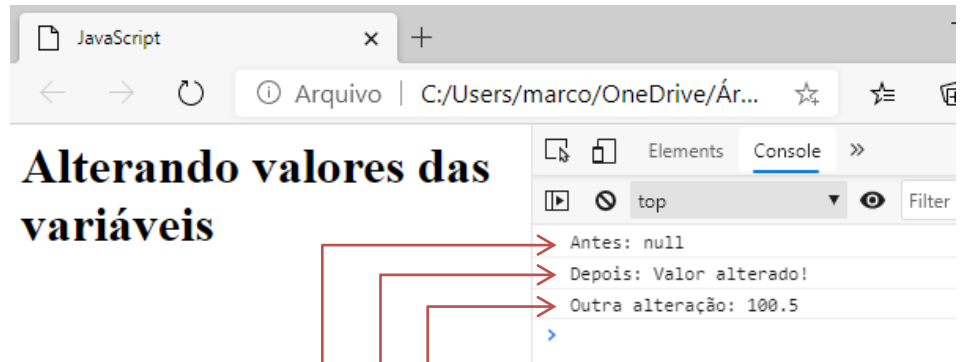 JavaScript
Arquivo | C:/Users/marco/OneDrive/Ár...
Elements Console
top
Filter
Alterando valores das
variáveis
Antes: null
Depois: Valor alterado!
Outra alteração: 100.5